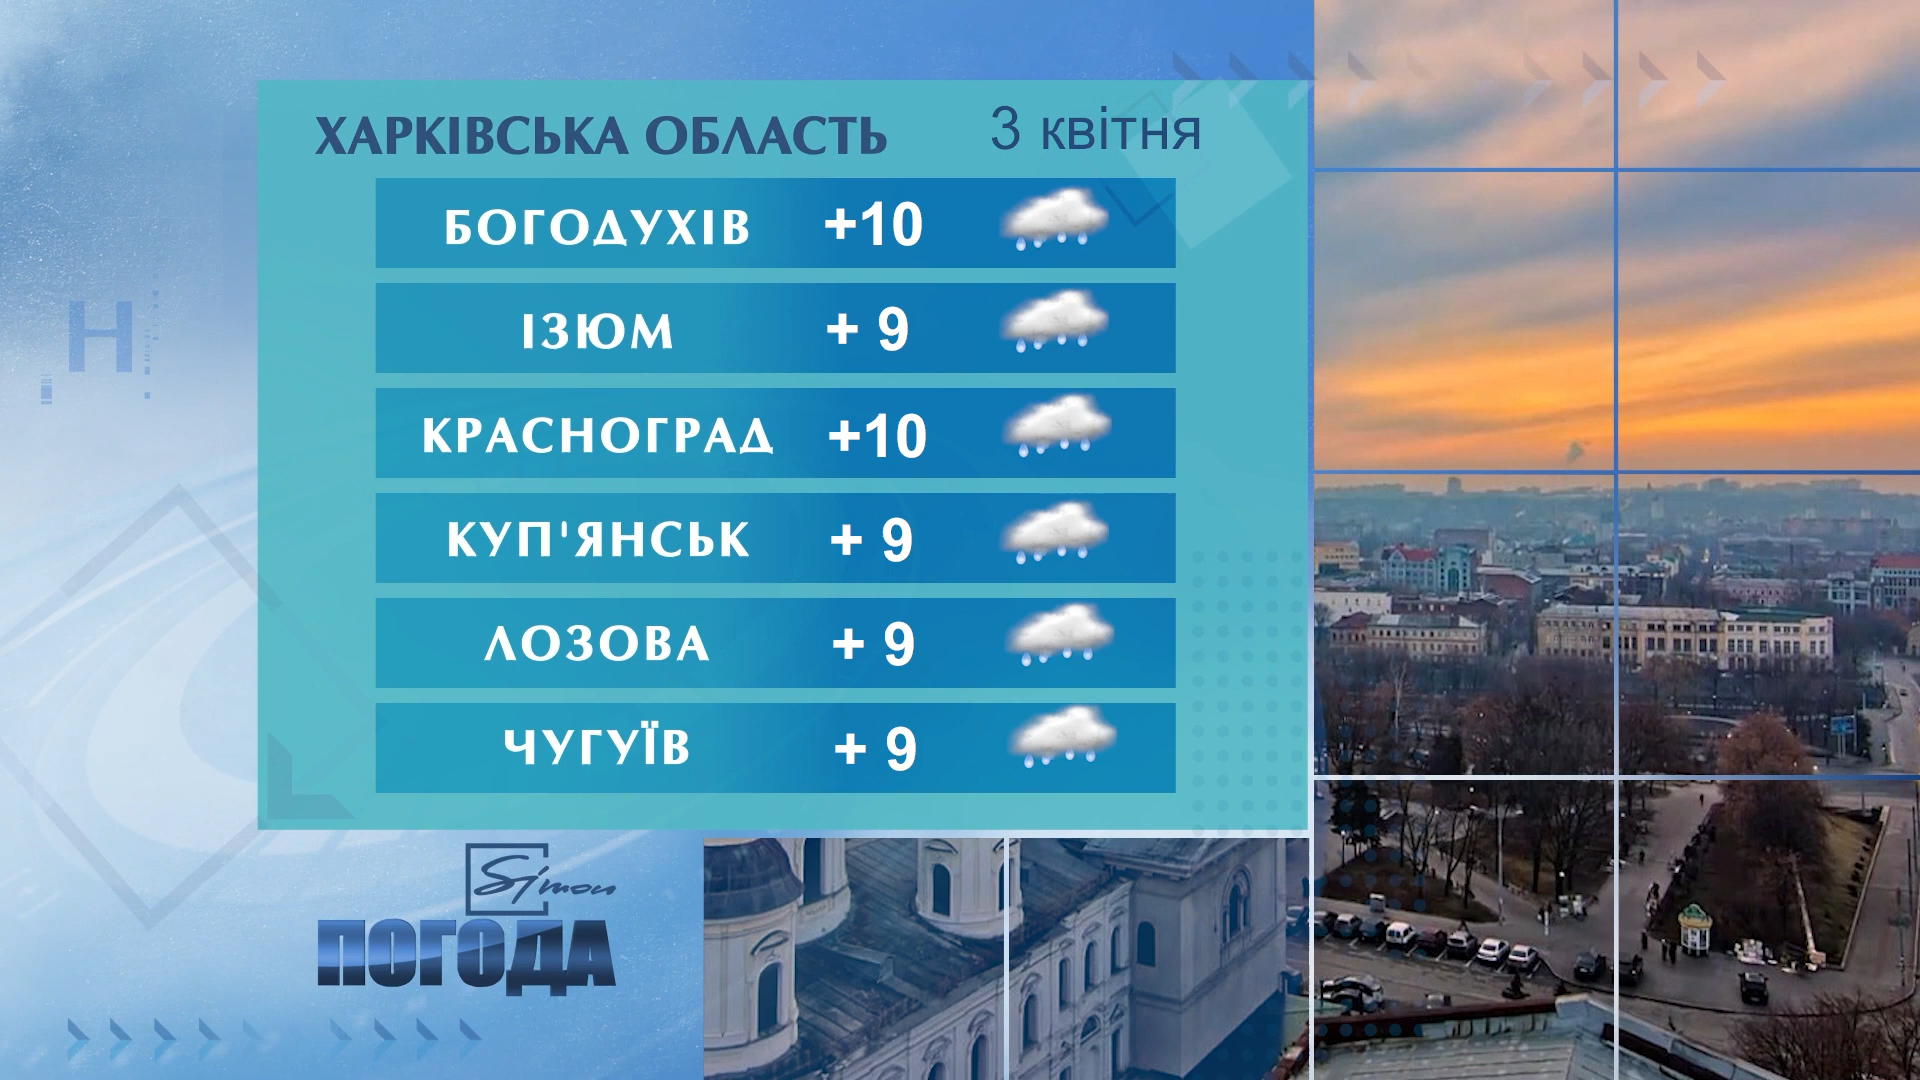 ХАРКІВСЬКА ОБЛАСТЬ 3 квітня
БОГОДУХІВ +10
ІЗЮМ + 9
КРАСНОГРАД +10
КУП'ЯНСЬК + 9
ЛОЗОВА + 9
ЧУГУЇВ + 9
Simon
ПОГОДА
Н